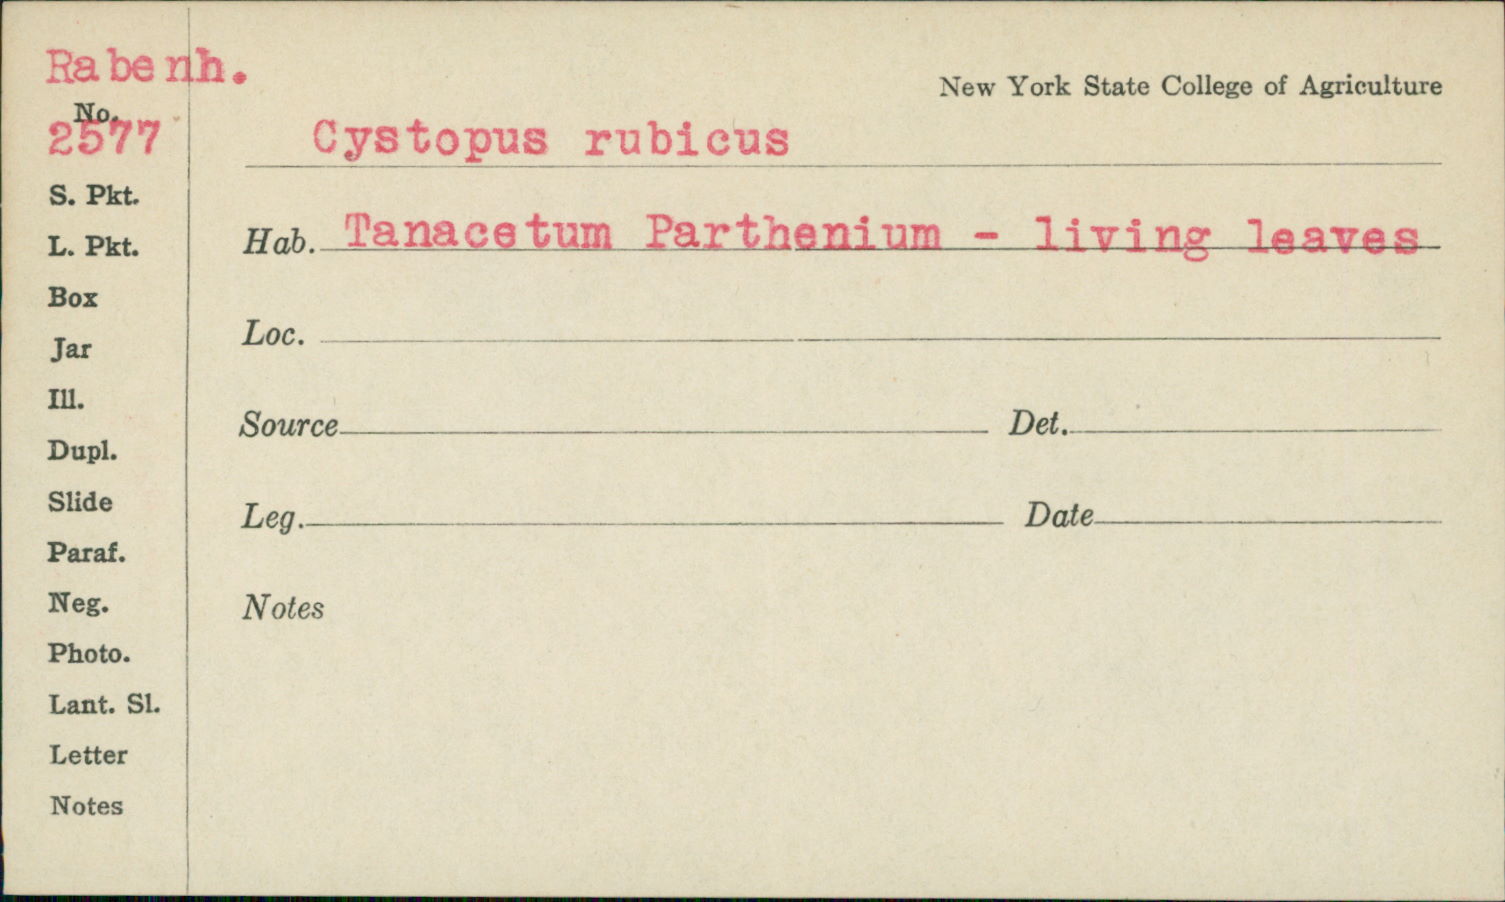 Rabenh.
New York State College of Agriculture
No.
2577
Cystopus rubicus
S. Pkt.
Hab. Tanacetum Parthenium - living leaves
L. Pkt.
Box
Loc.
Jar
Ill.
Source Det.
Dupl.
Slide
Leg. Date
Paraf.
Neg.
Notes
Photo.
Lant. Sl.
Letter
Notes